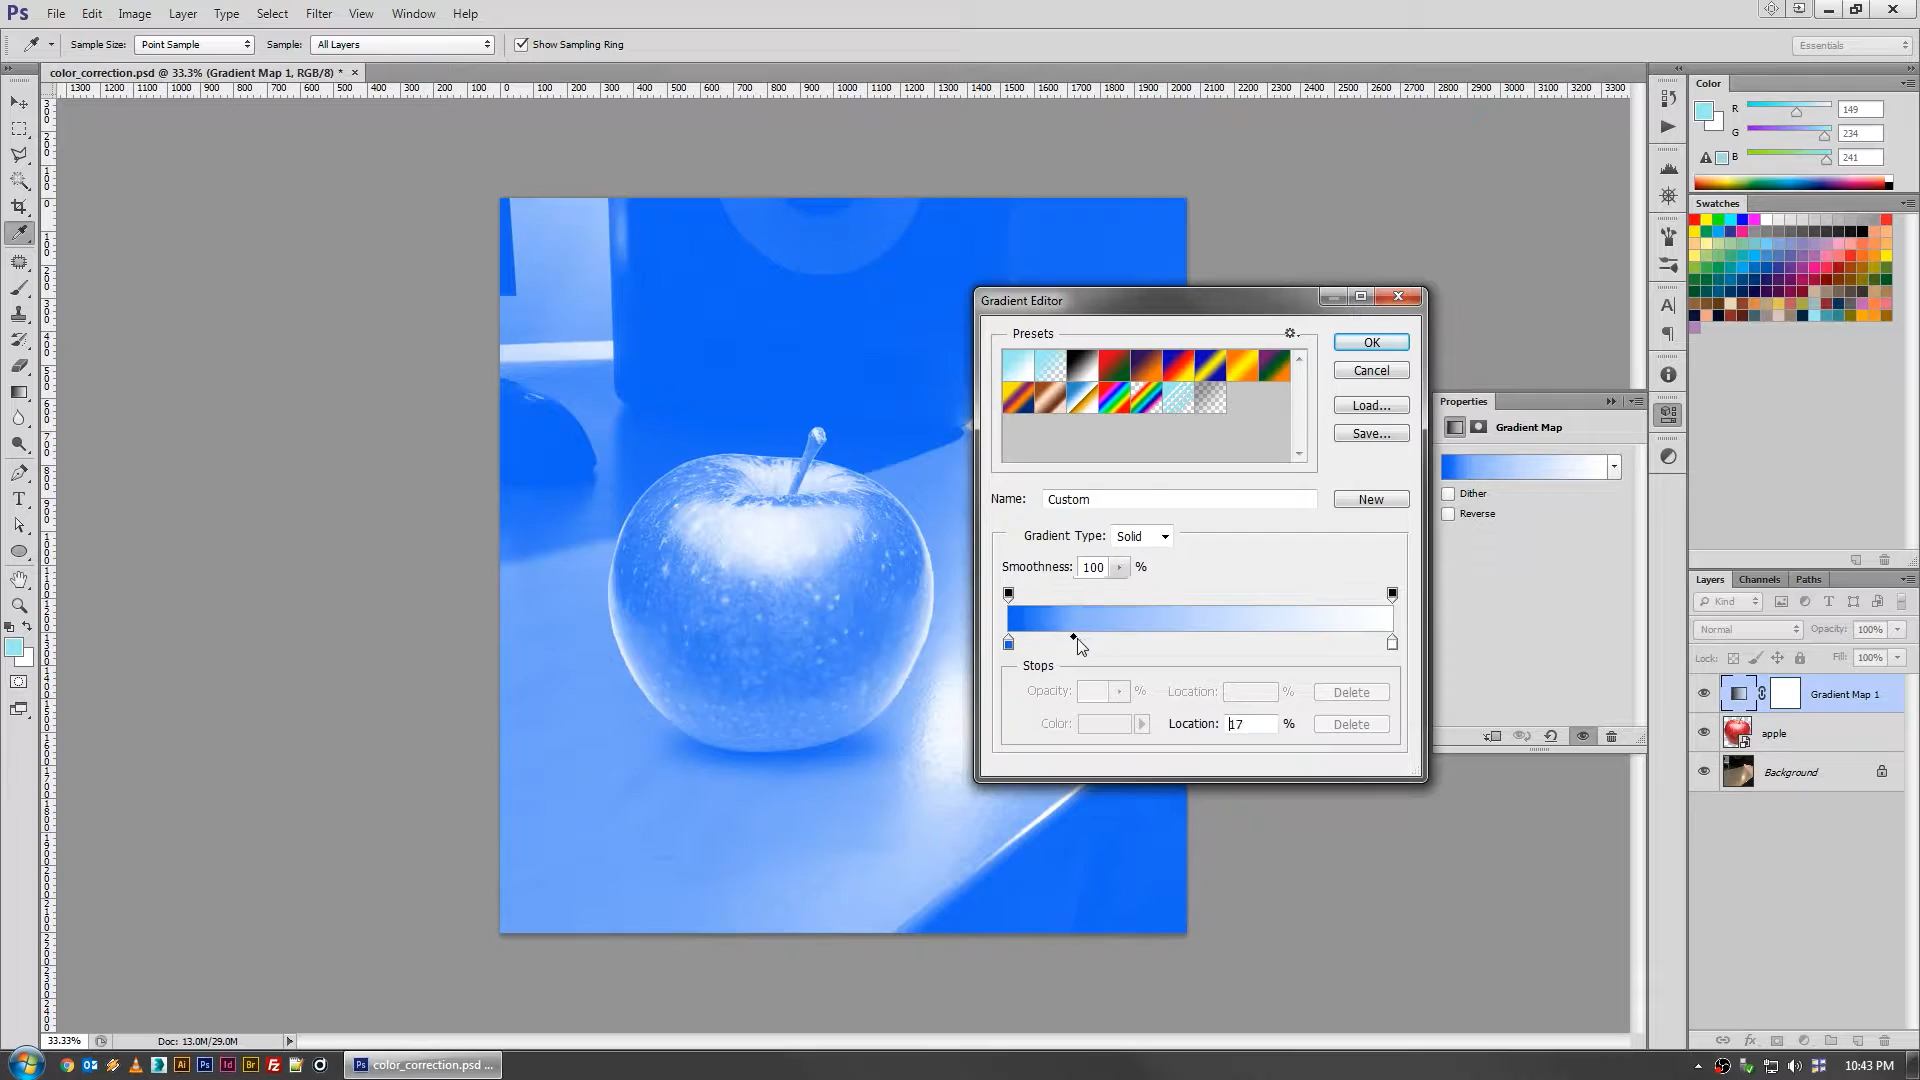 Ps File Edit Image Layer Type Select Filter View Window Help
Sample Size: Point Sample Sample: All Layers Show Sampling Ring Essentials
color_correction.psd @ 33.3% (Gradient Map 1, RGB/8) * ×
1300 1200 1100 1000 900 800 700 600 500 400 300 200 100 0 100 200 300 400 500 600 700 800 900 1000 1100 1200 1300 1400 1500 1600 1700 1800 1900 2000 2100 2200 2300 2400 2500 2600 2700 2800 2900 3000 3100 3200 3300
Color
R 149
G 234
B 241
Swatches
Gradient Editor
Presets
OK
Cancel
Load...
Save...
Name: Custom New
Gradient Type: Solid
Smoothness: 100 %
Stops
Opacity: % Location: % Delete
Color: Location: 17 % Delete
Properties
Gradient Map
Dither
Reverse
Layers Channels Paths
Kind
Normal Opacity: 100%
Lock: Fill: 100%
Gradient Map 1
apple
Background
33.33% Doc: 13.0M/29.0M
Ai Ps Id Br Fz
Ps color_correction.psd ...
10:43 PM